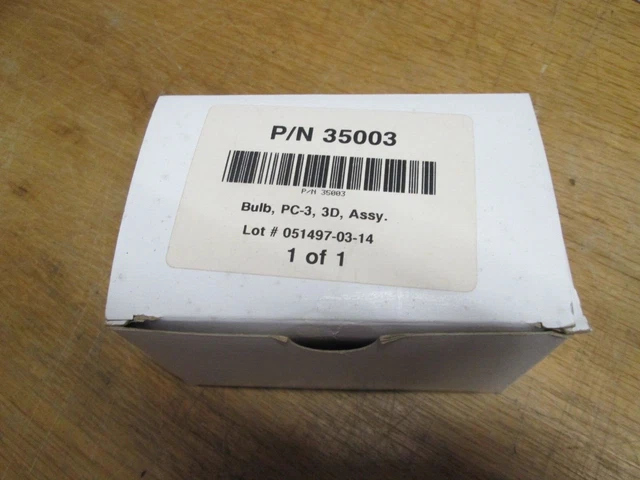 P/N 35003
P/N 35003
Bulb, PC-3, 3D, Assy.
Lot # 051497-03-14
1 of 1